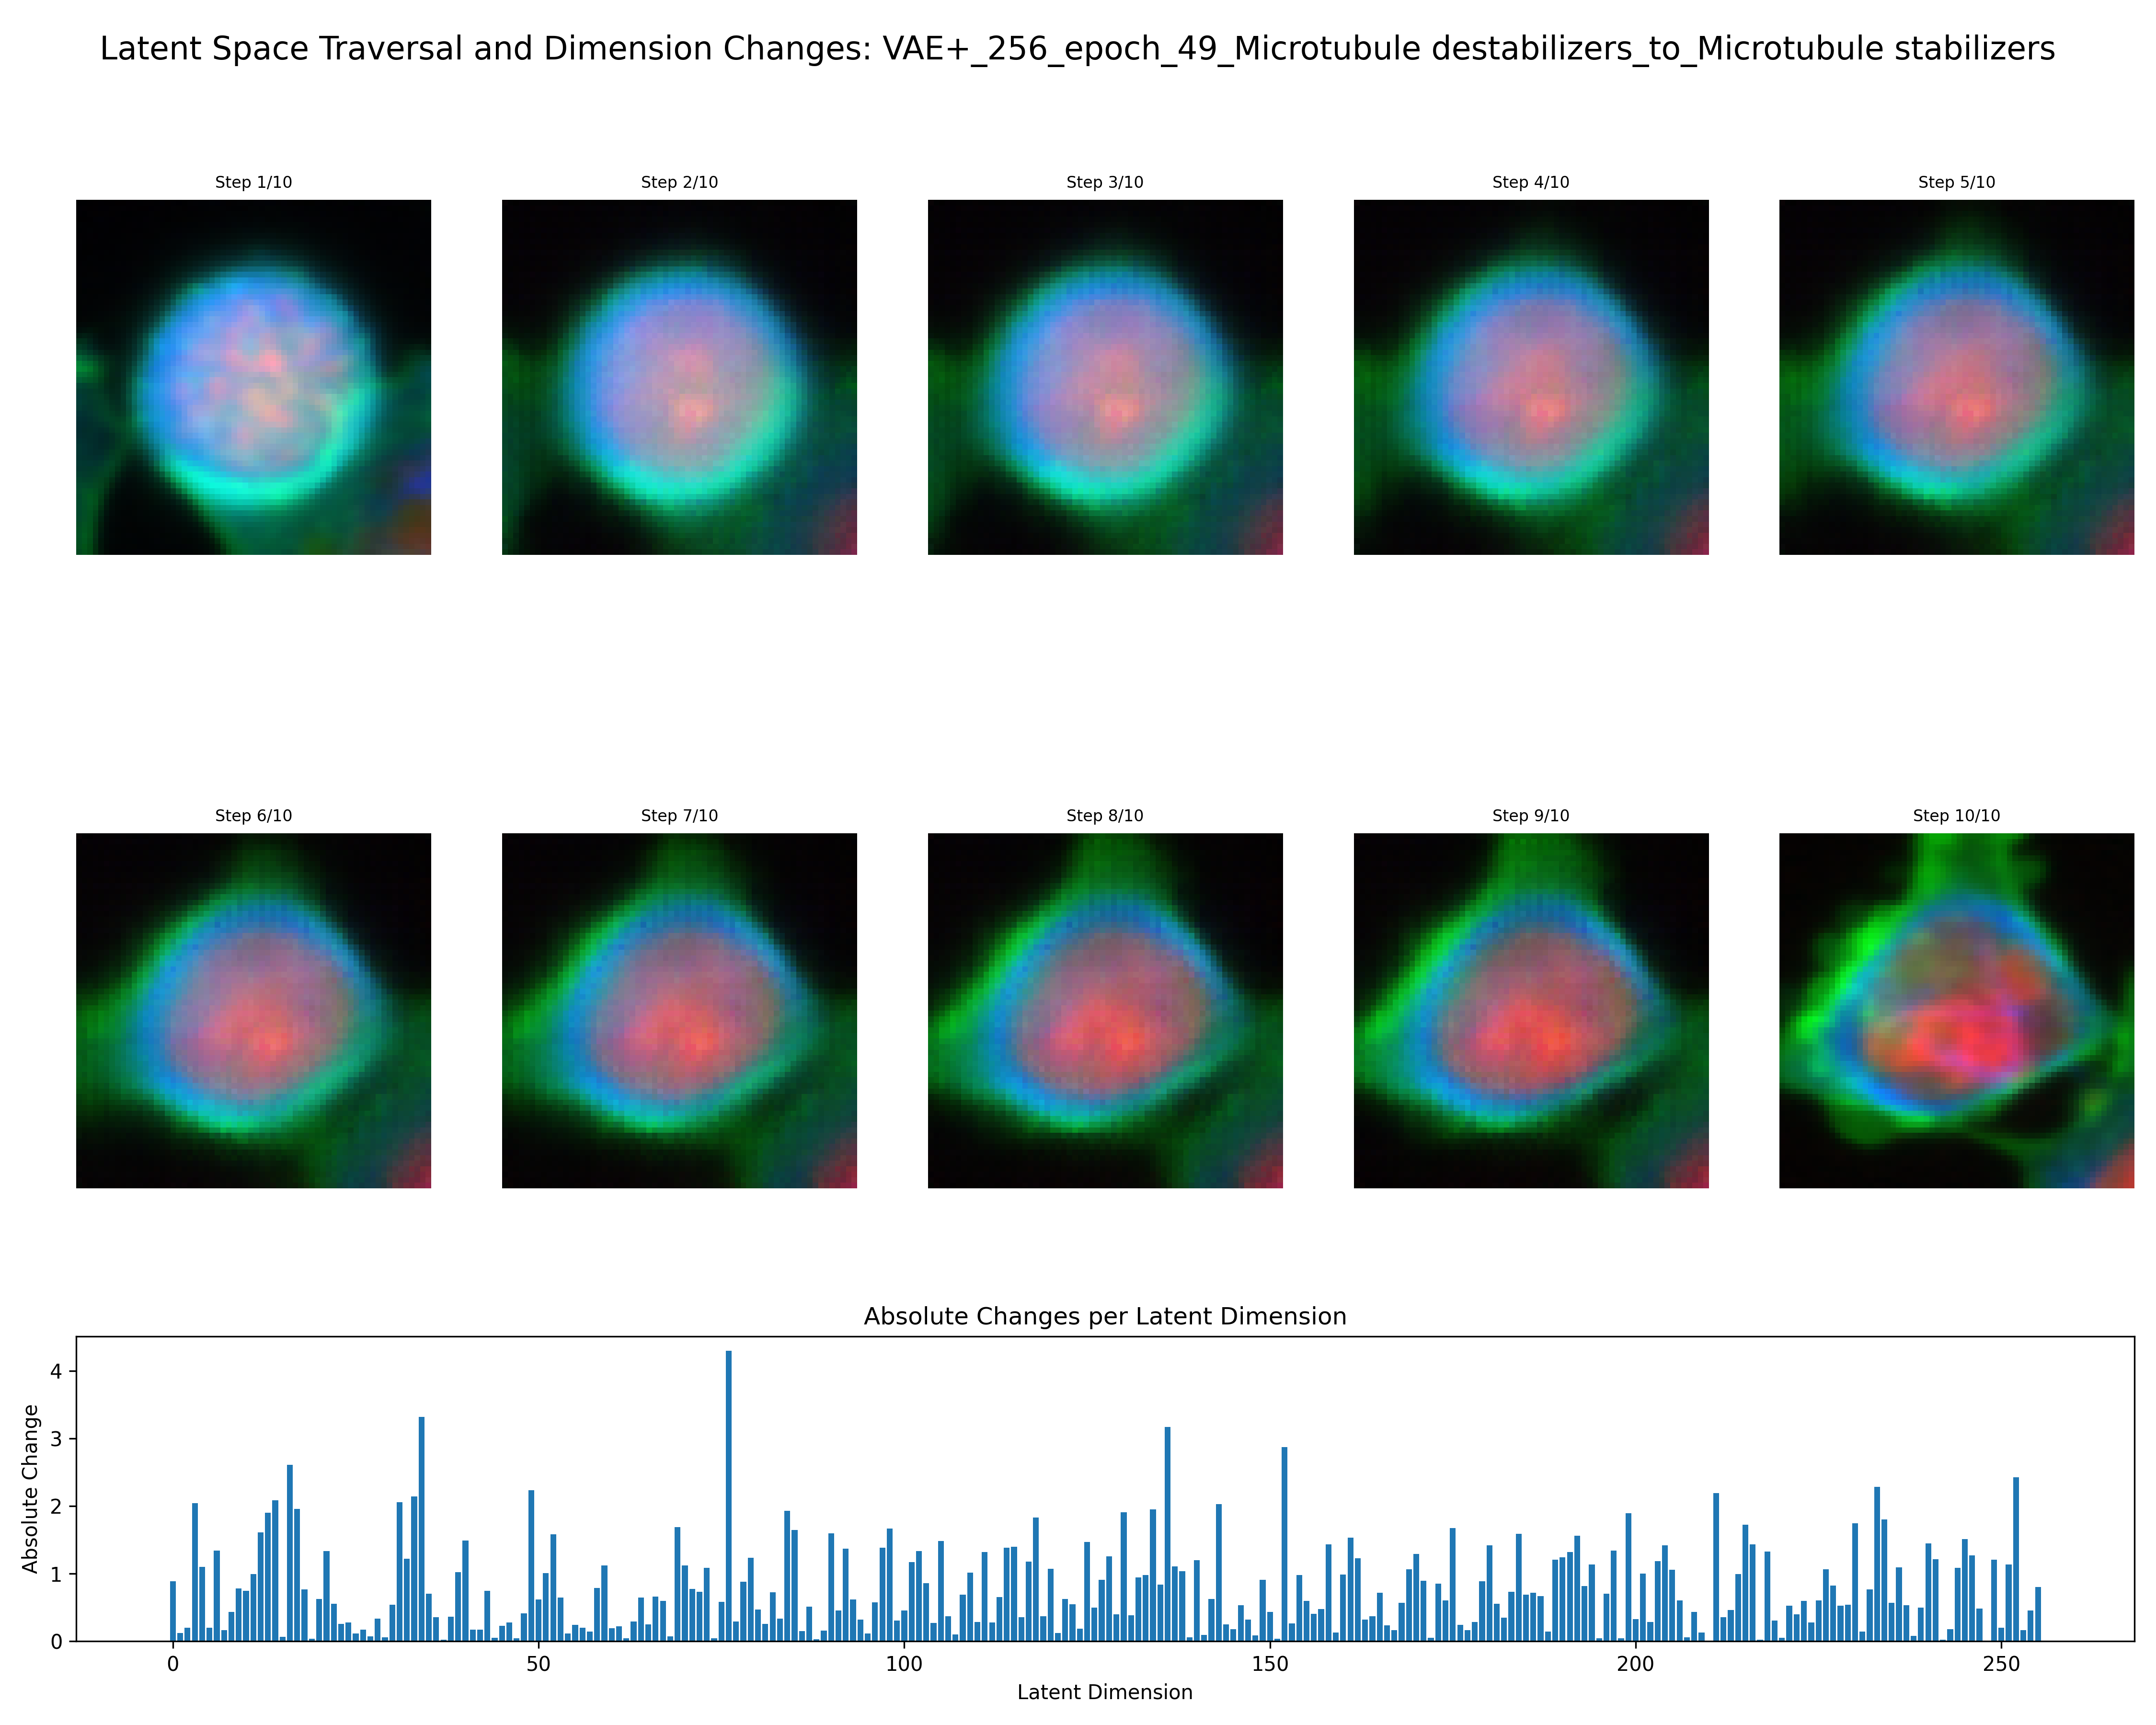 Latent Space Traversal and Dimension Changes: VAE+_256_epoch_49_Microtubule destabilizers_to_Microtubule stabilizers
Step 1/10
Step 2/10
Step 3/10
Step 4/10
Step 5/10
Step 6/10
Step 7/10
Step 8/10
Step 9/10
Step 10/10
Absolute Changes per Latent Dimension
Absolute Change
4
3
2
1
0
0
50
100
150
200
250
Latent Dimension